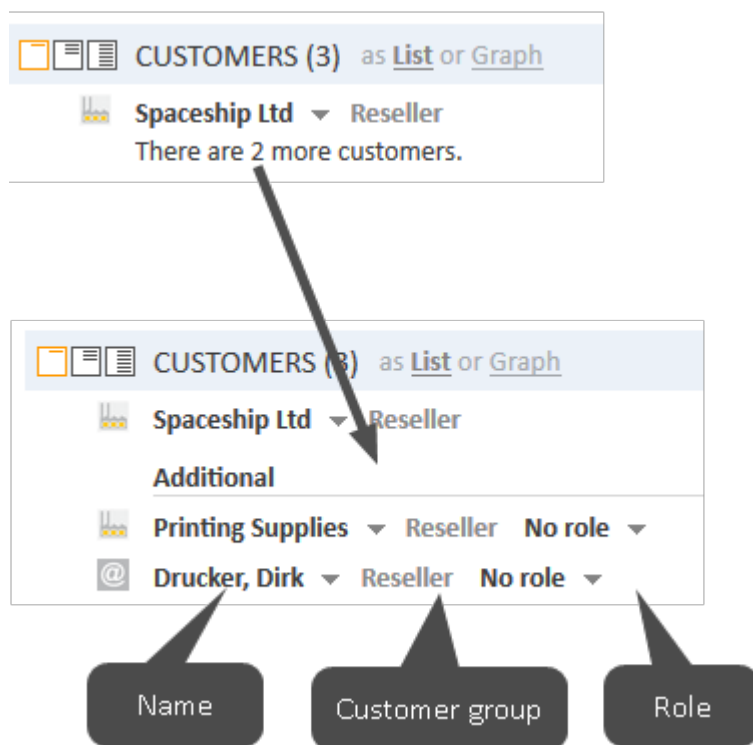 CUSTOMERS (3) as List or Graph
Spaceship Ltd Reseller
There are 2 more customers.
CUSTOMERS (3) as List or Graph
Spaceship Ltd Reseller
Additional
Printing Supplies Reseller No role
@ Drucker, Dirk Reseller No role
Name Customer group Role